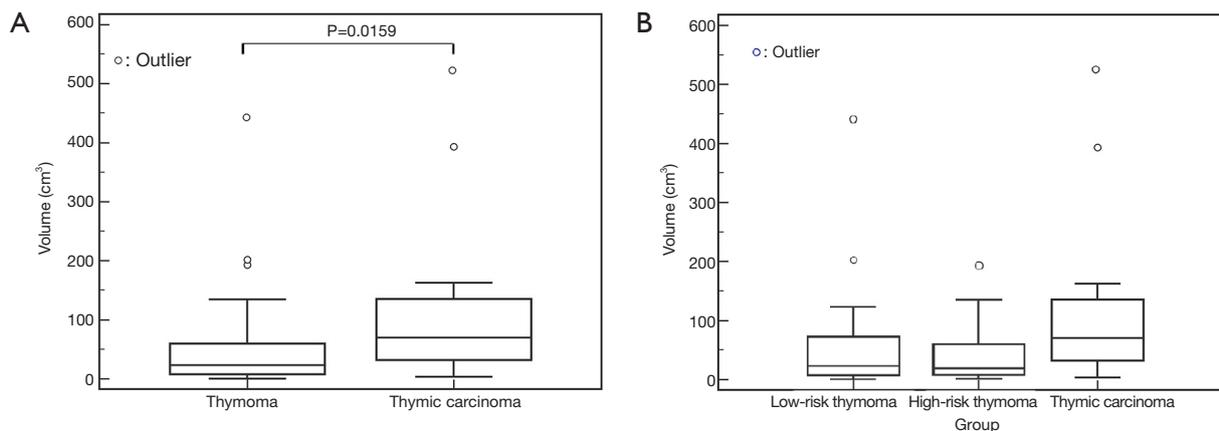 A
P=0.0159
: Outlier
600
500
400
300
200
100
0
Volume (cm³)
Thymoma Thymic carcinoma
B
: Outlier
600
500
400
300
200
100
0
Volume (cm³)
Low-risk thymoma High-risk thymoma Thymic carcinoma
Group